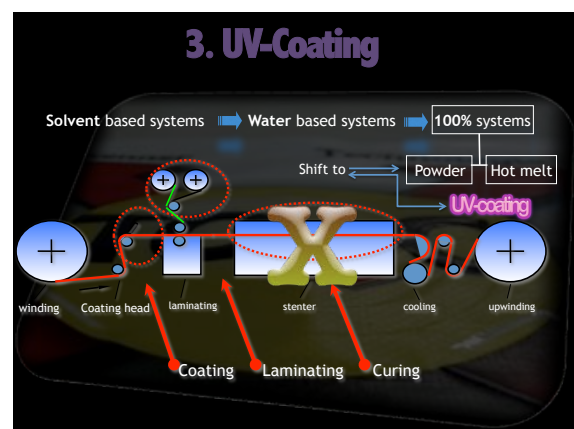 3. UV-Coating
Solvent based systems Water based systems 100% systems
Shift to Powder Hot melt
UV-coating
X
winding Coating head laminating stenter cooling upwinding
Coating Laminating Curing